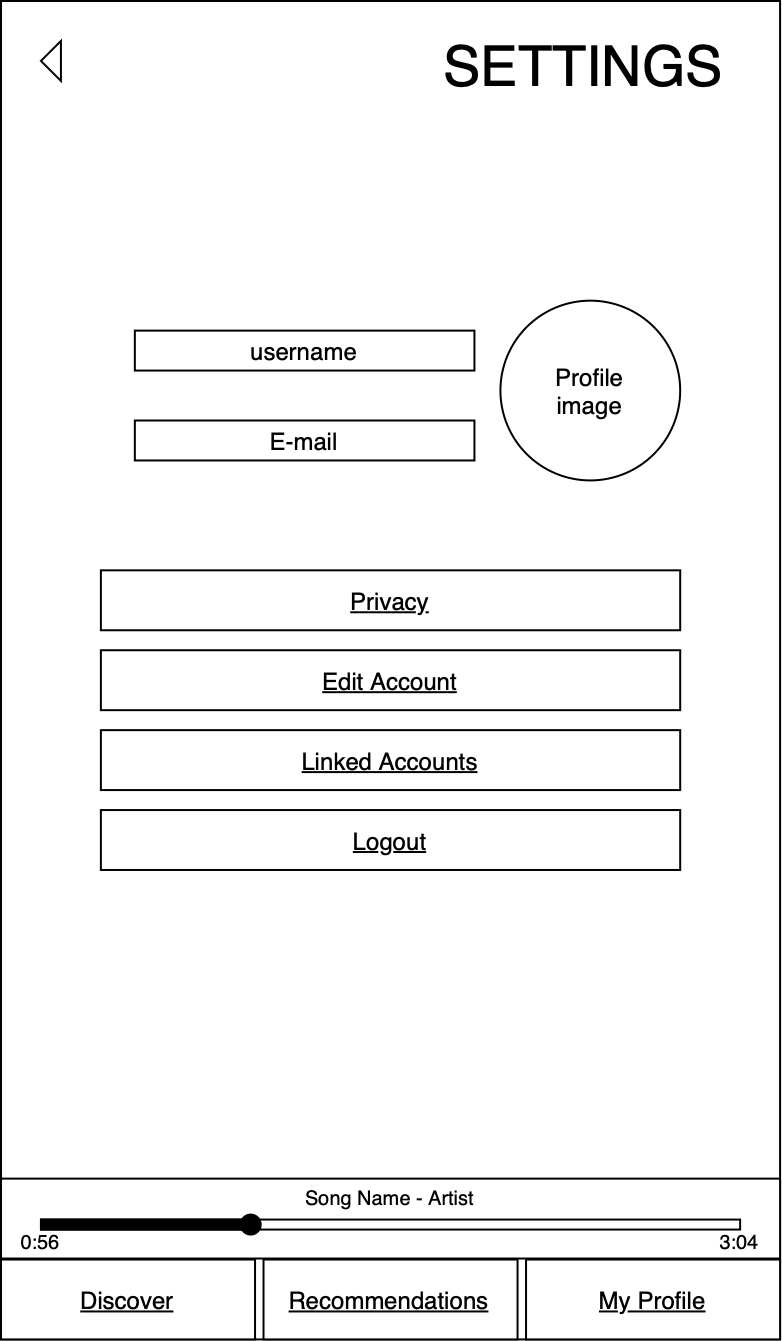 SETTINGS
username
Profile
image
E-mail
Privacy
Edit Account
Linked Accounts
Logout
Song Name - Artist
0:56
3:04
Discover
Recommendations
My Profile